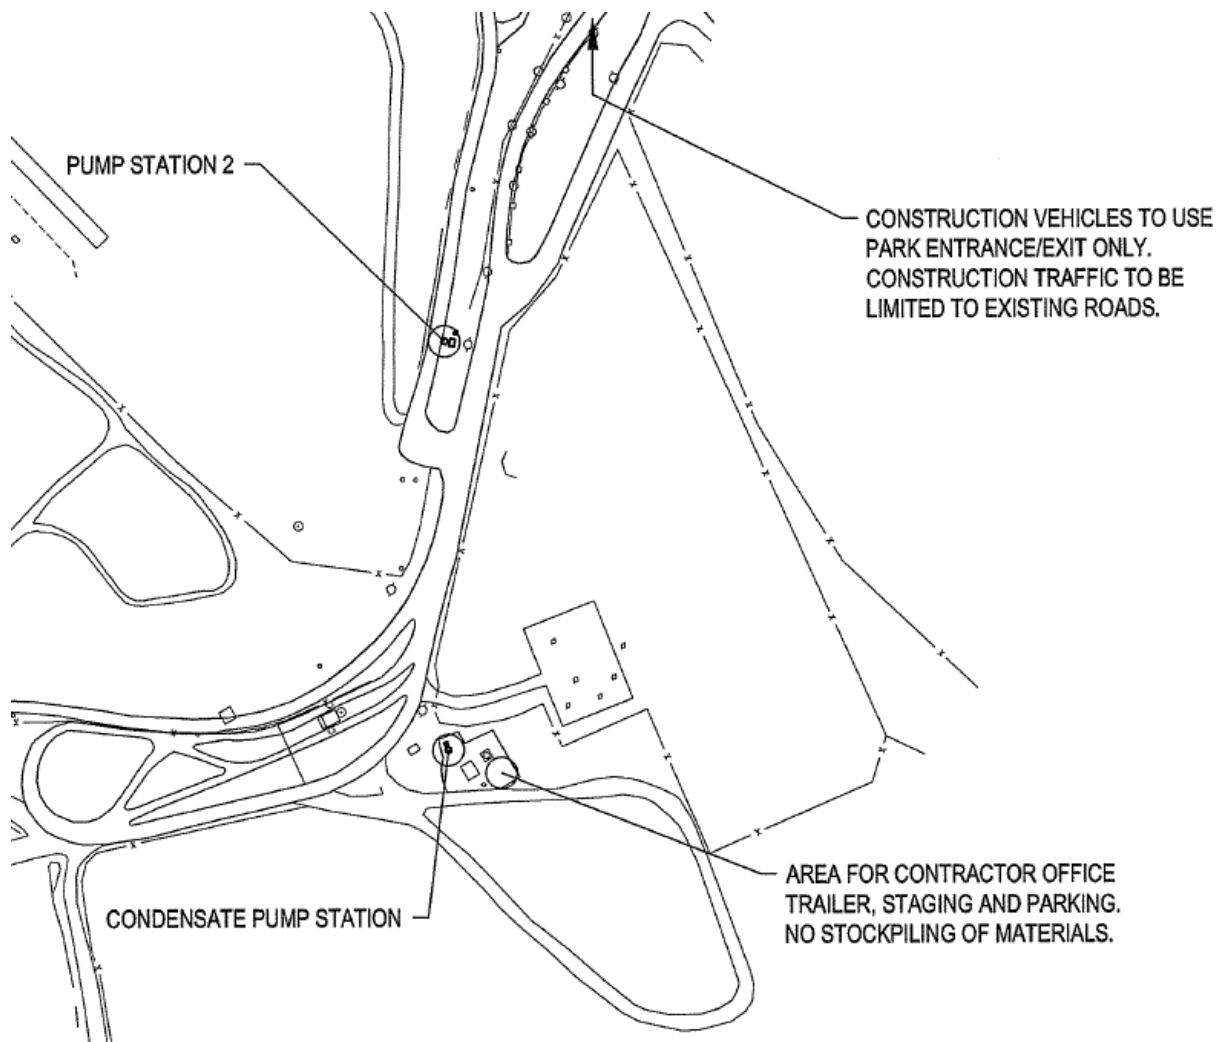 PUMP STATION 2
CONSTRUCTION VEHICLES TO USE
PARK ENTRANCE/EXIT ONLY.
CONSTRUCTION TRAFFIC TO BE
LIMITED TO EXISTING ROADS.
AREA FOR CONTRACTOR OFFICE
TRAILER, STAGING AND PARKING.
NO STOCKPILING OF MATERIALS.
CONDENSATE PUMP STATION